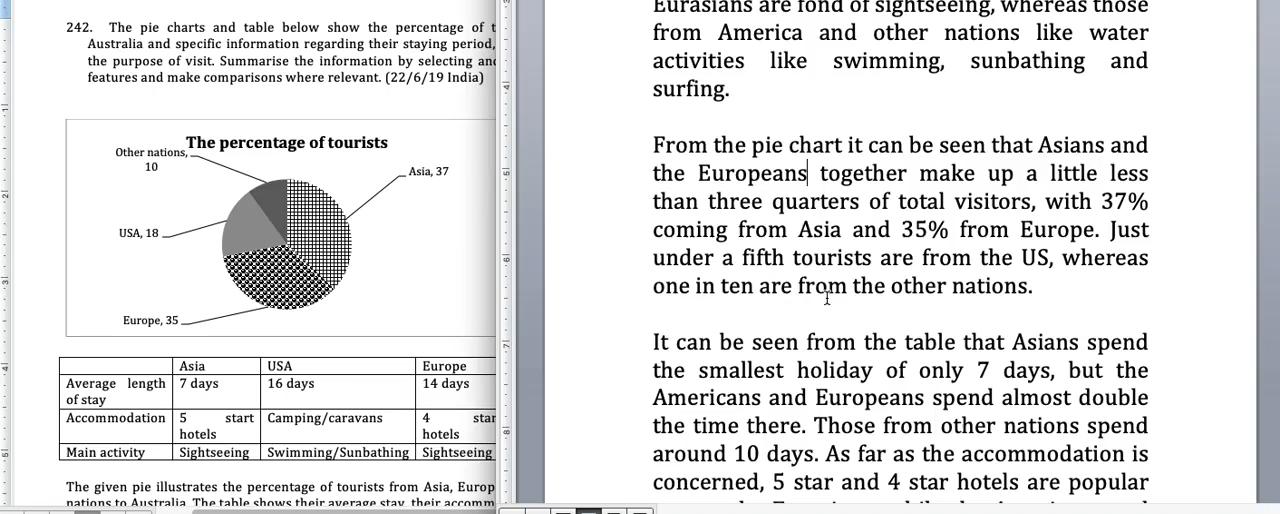 242. The pie charts and table below show the percentage of t
Australia and specific information regarding their staying period,
the purpose of visit. Summarise the information by selecting and
features and make comparisons where relevant. (22/6/19 India)
The percentage of tourists
Other nations,
10
Asia, 37
USA, 18
Europe, 35
Asia USA Europe
Average length 7 days 16 days 14 days
of stay
Accommodation 5 start Camping/caravans 4 star
hotels hotels
Main activity Sightseeing Swimming/Sunbathing Sightseeing
The given pie illustrates the percentage of tourists from Asia, Europ
nations to Australia. The table shows their average stay, their accomm
Eurasians are fond of sightseeing, whereas those
from America and other nations like water
activities like swimming, sunbathing and
surfing.
From the pie chart it can be seen that Asians and
the Europeans together make up a little less
than three quarters of total visitors, with 37%
coming from Asia and 35% from Europe. Just
under a fifth tourists are from the US, whereas
one in ten are from the other nations.
It can be seen from the table that Asians spend
the smallest holiday of only 7 days, but the
Americans and Europeans spend almost double
the time there. Those from other nations spend
around 10 days. As far as the accommodation is
concerned, 5 star and 4 star hotels are popular